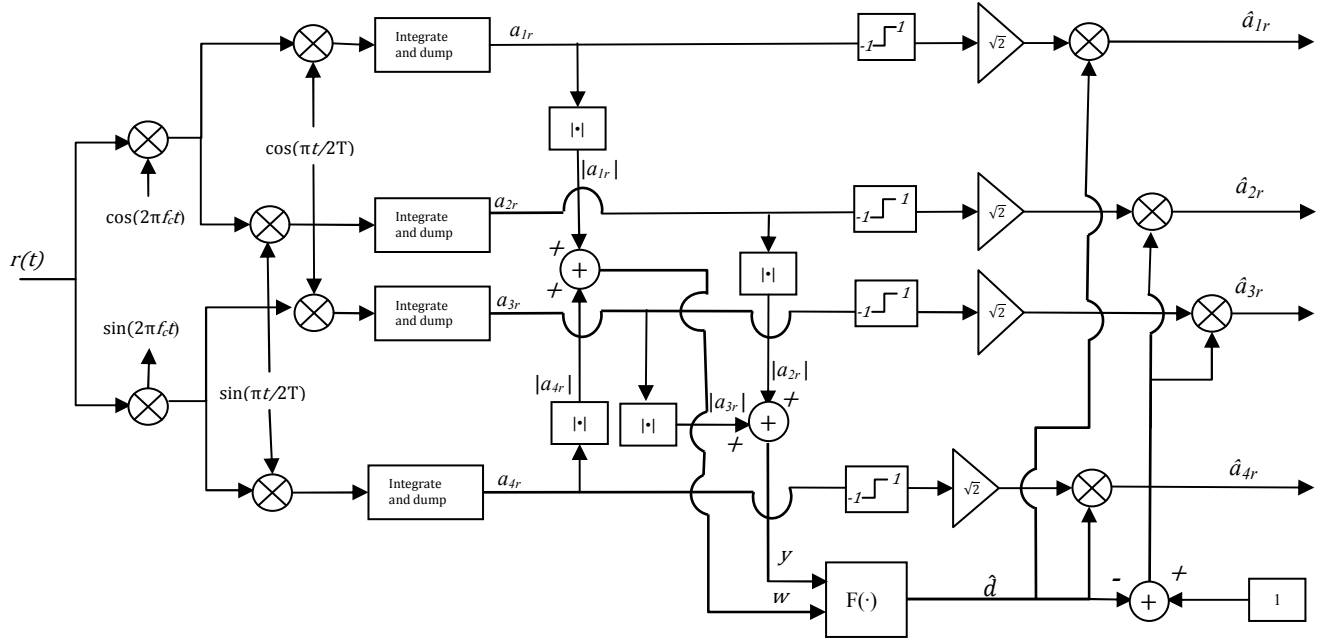 Integrate
and dump
a1r
-1 1
√2
â1r
|•|
cos(πt/2T)
|a1r|
cos(2πfct)
Integrate
and dump
a2r
-1 1
√2
â2r
r(t)
+
+
+
|•|
Integrate
and dump
a3r
-1 1
√2
â3r
sin(2πfct)
|a4r|
|a2r|
sin(πt/2T)
|•|
|•|
|a3r|
+
+
+
Integrate
and dump
a4r
-1 1
√2
â4r
y
w
F(·)
d̂
-
+
+
1